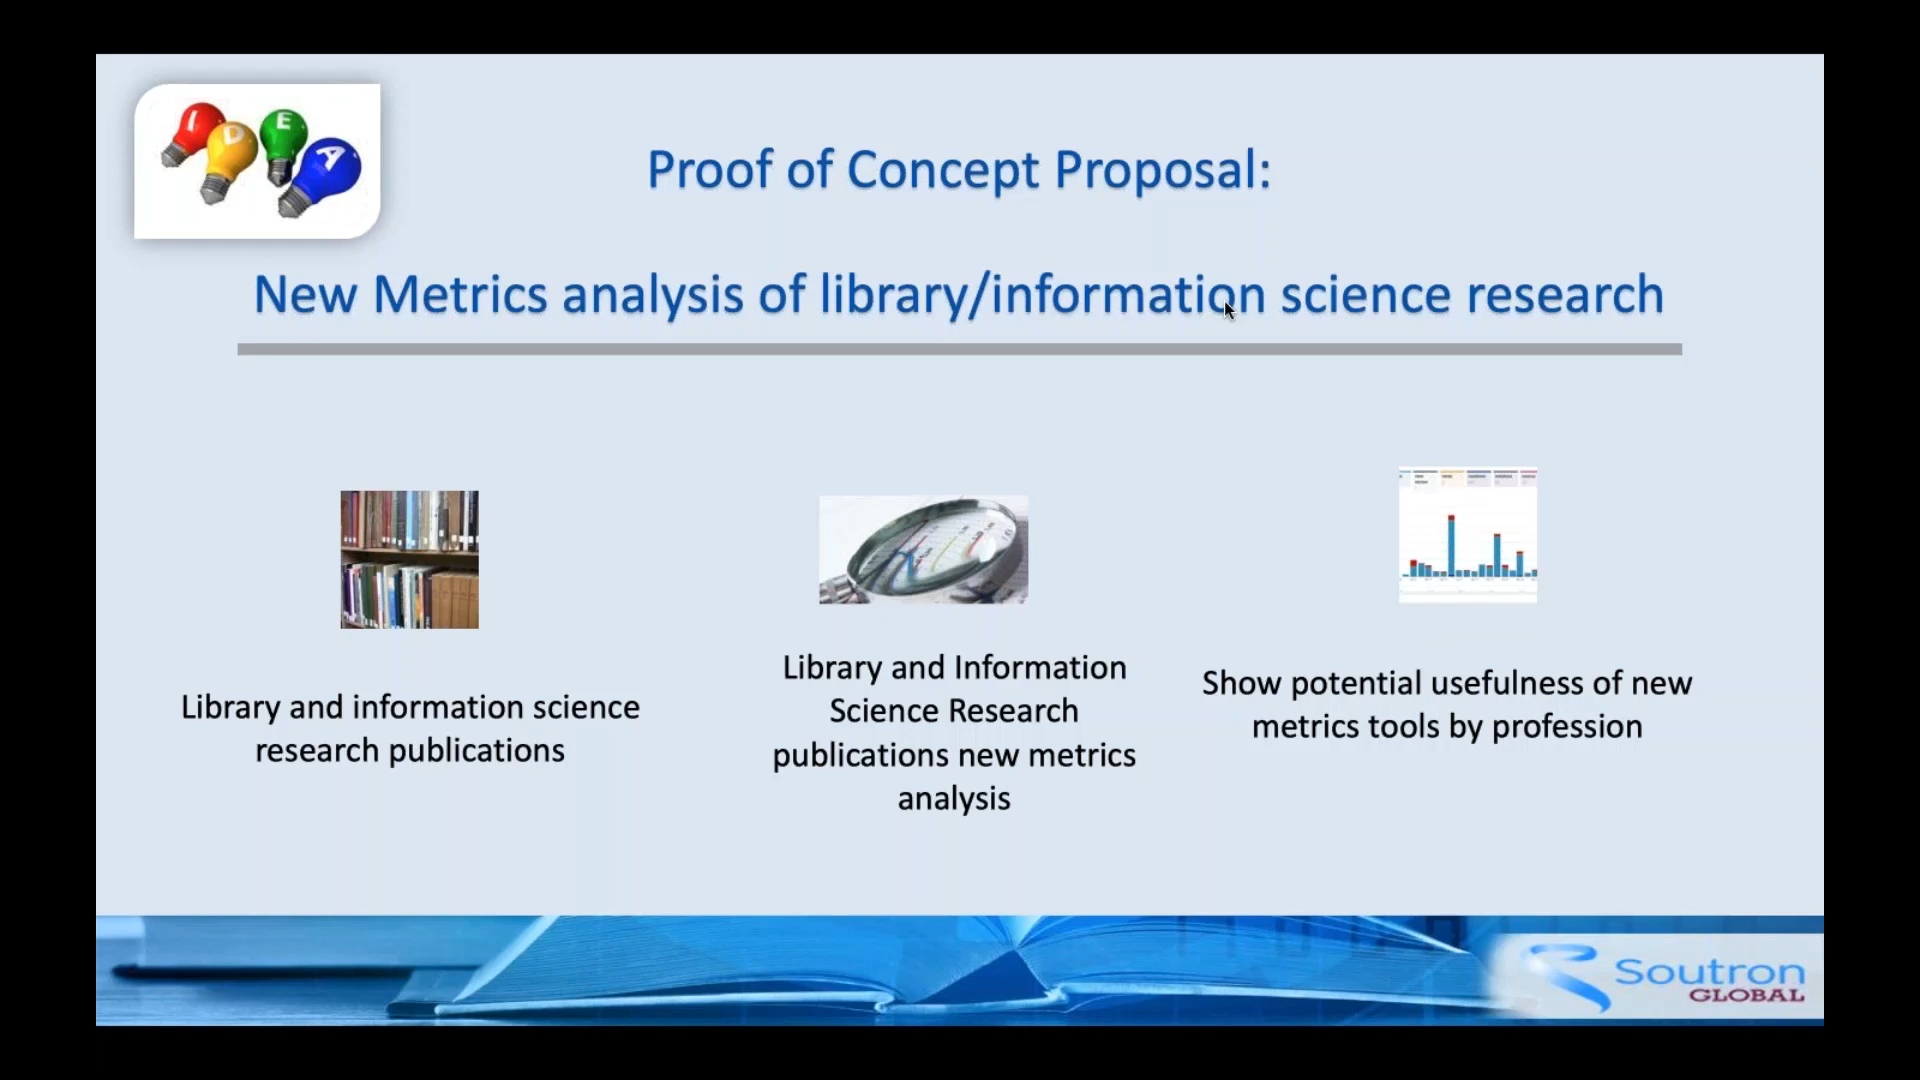 I
D
E
A
Proof of Concept Proposal:
New Metrics analysis of library/information science research
Library and information science
research publications
Library and Information
Science Research
publications new metrics
analysis
Show potential usefulness of new
metrics tools by profession
Soutron
GLOBAL